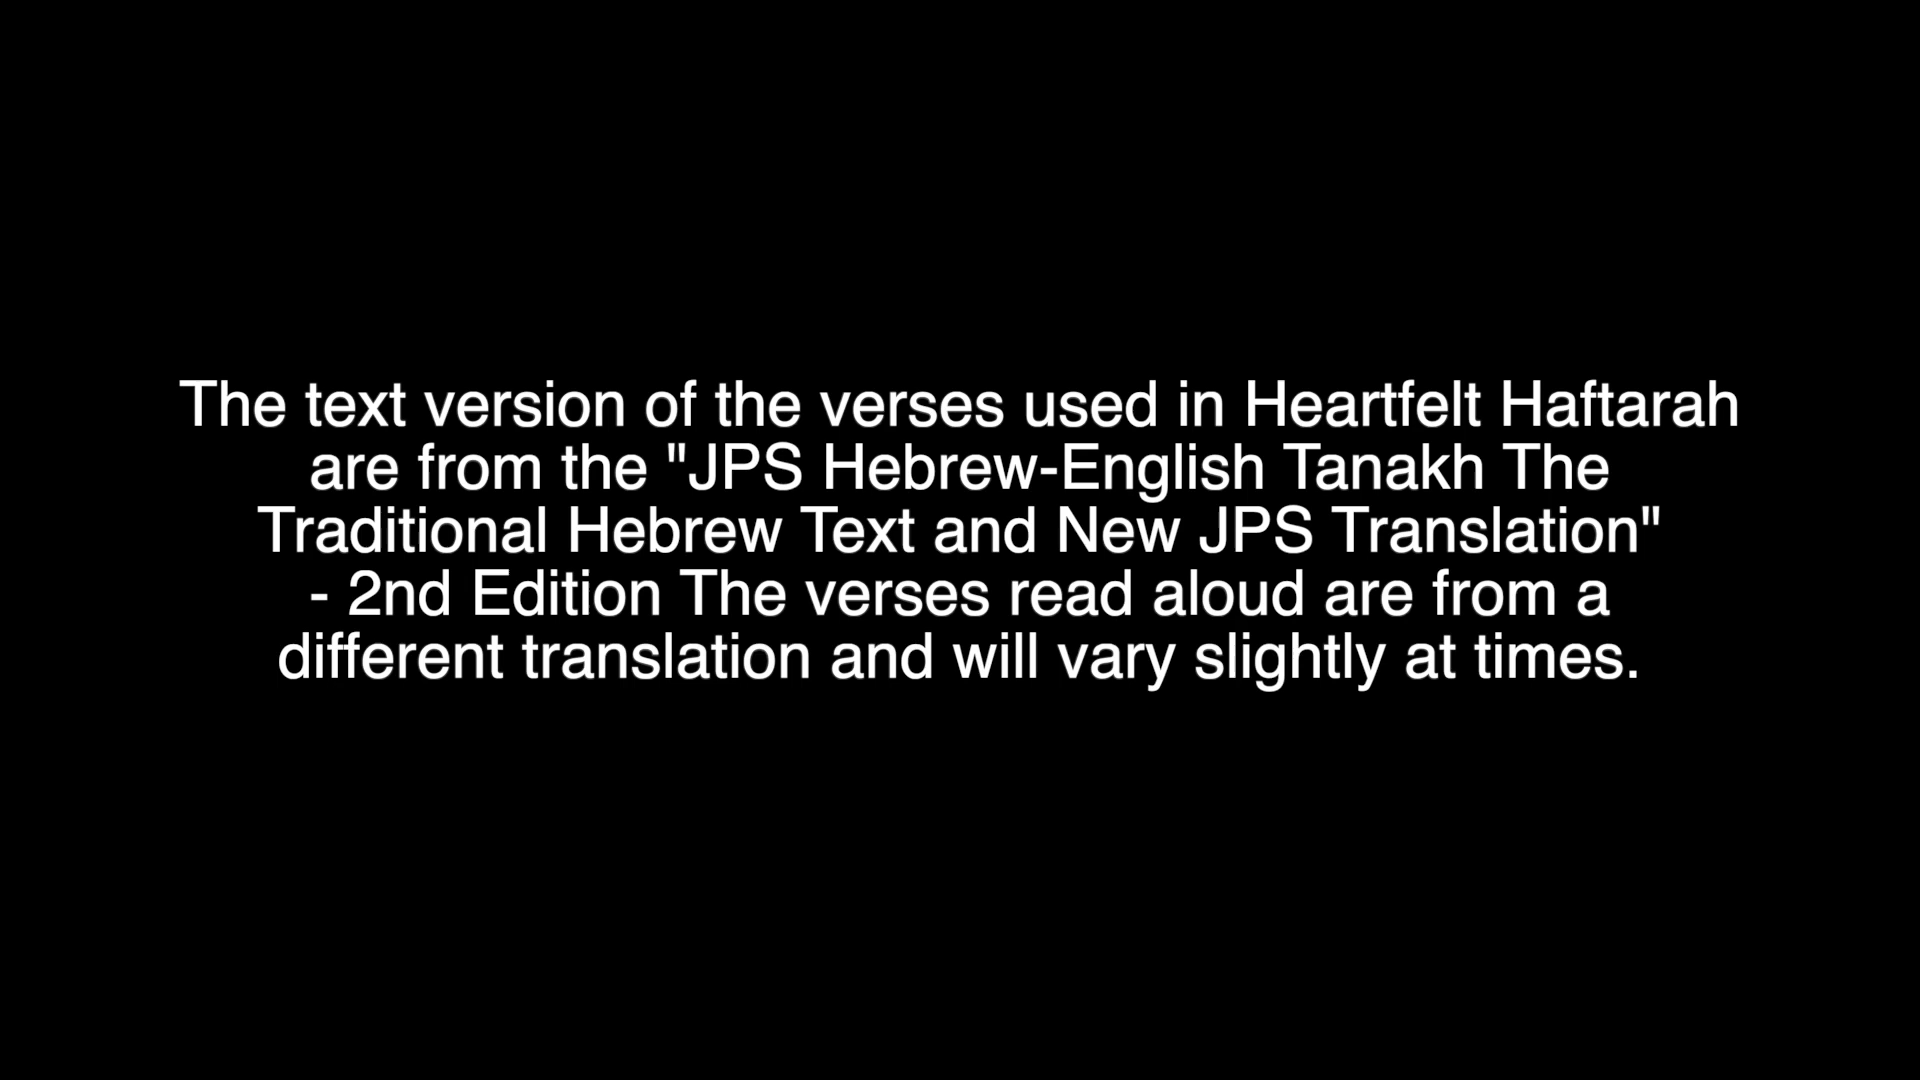 The text version of the verses used in Heartfelt Haftarah
are from the "JPS Hebrew-English Tanakh The
Traditional Hebrew Text and New JPS Translation"
- 2nd Edition The verses read aloud are from a
different translation and will vary slightly at times.